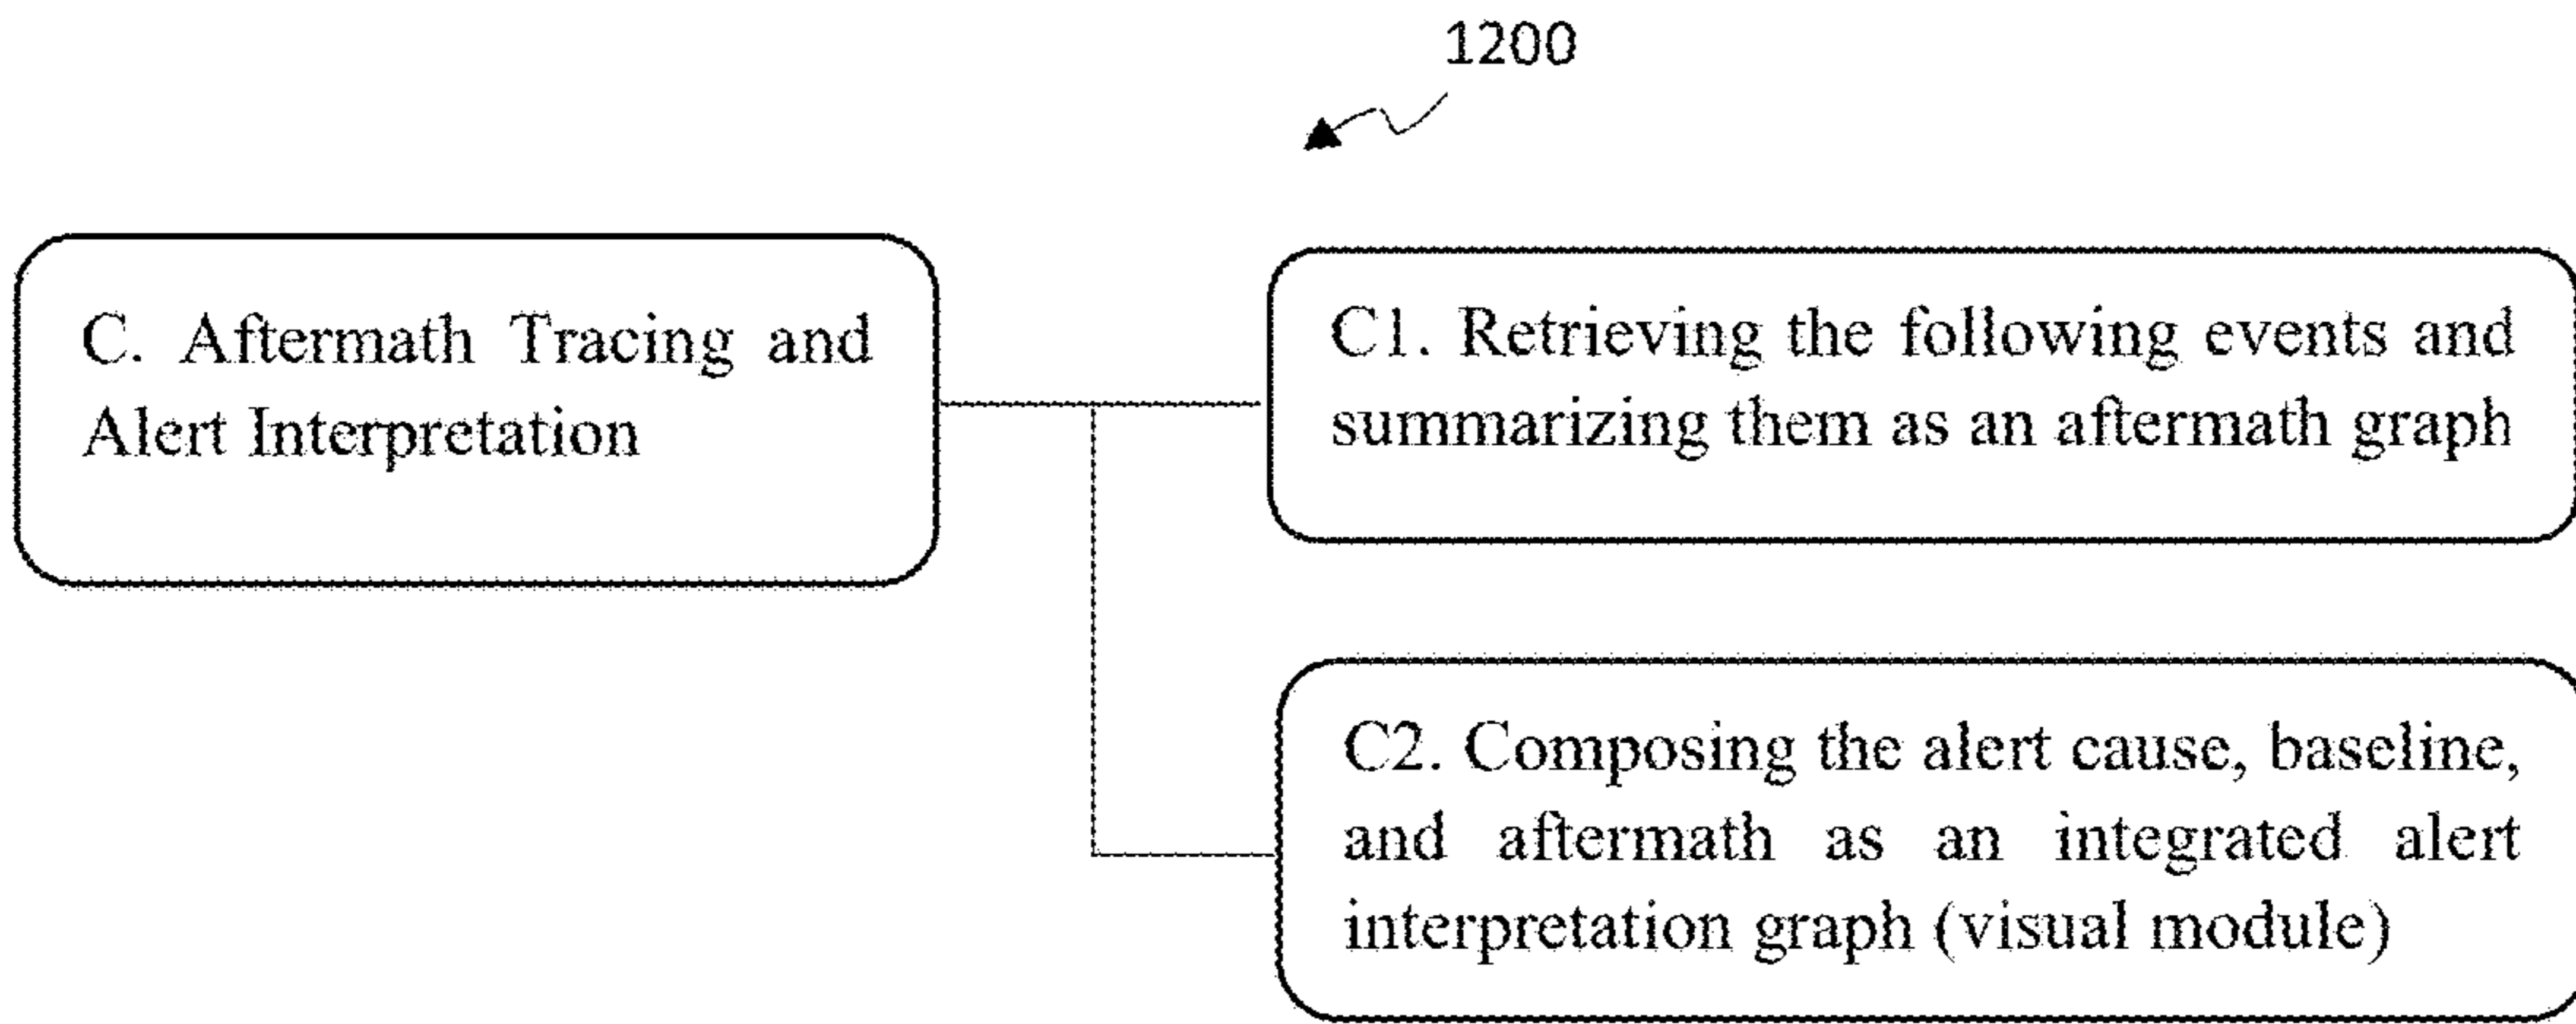 1200
C. Aftermath Tracing and
Alert Interpretation
C1. Retrieving the following events and
summarizing them as an aftermath graph
C2. Composing the alert cause, baseline,
and aftermath as an integrated alert
interpretation graph (visual module)